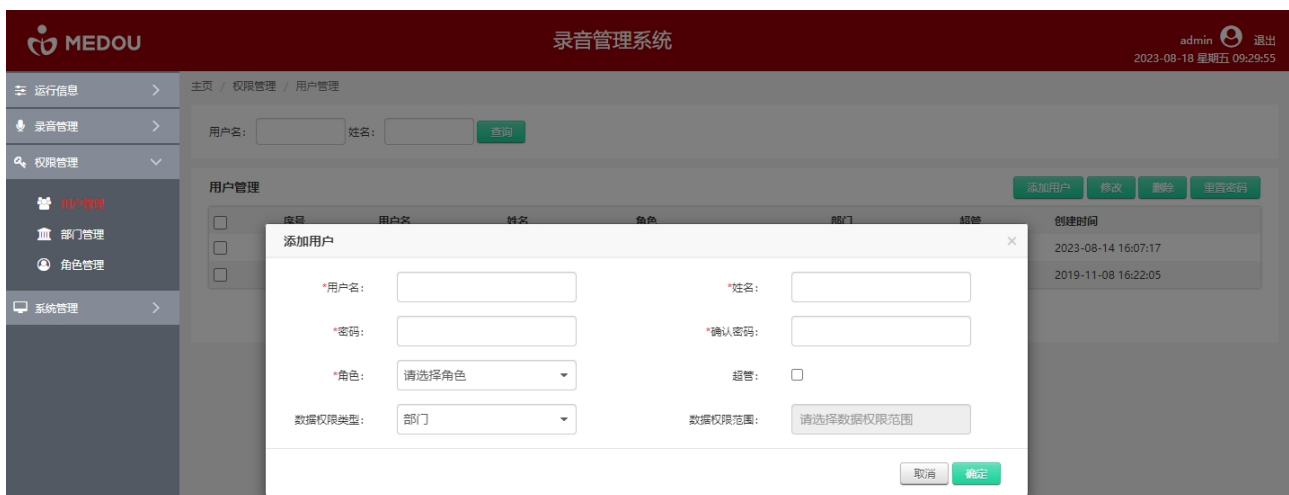 MEDOU
录音管理系统
admin 退出
2023-08-18 星期五 09:29:55
运行信息
录音管理
权限管理
用户管理
部门管理
角色管理
系统管理
主页 / 权限管理 / 用户管理
用户名: 姓名: 查询
用户管理 添加用户 修改 删除 重置密码
序号 用户名 姓名 角色 部门 超管 创建时间
2023-08-14 16:07:17
2019-11-08 16:22:05
添加用户 ×
*用户名: *姓名:
*密码: *确认密码:
*角色: 请选择角色 超管:
数据权限类型: 部门 数据权限范围: 请选择数据权限范围
取消 确定